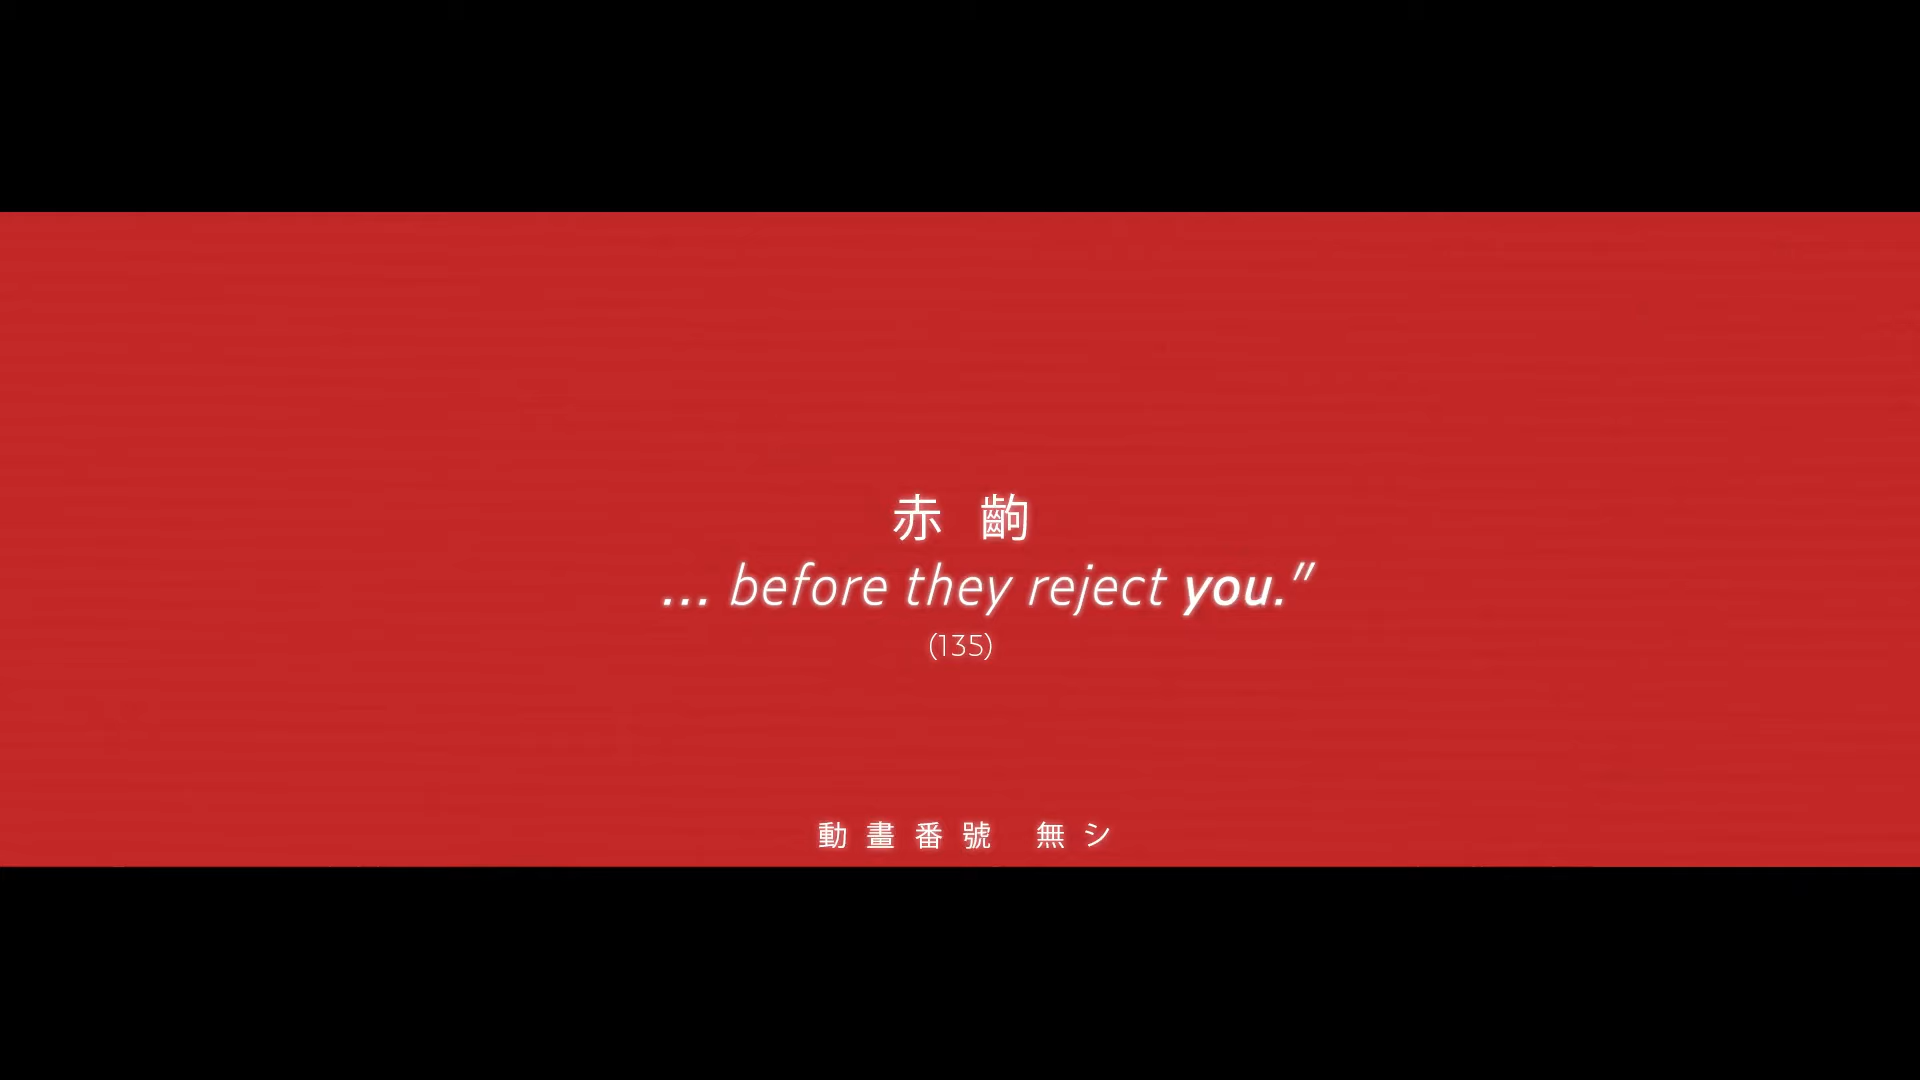 赤 齣
… before they reject you.”
(135)
動 畫 番 號 無 シ